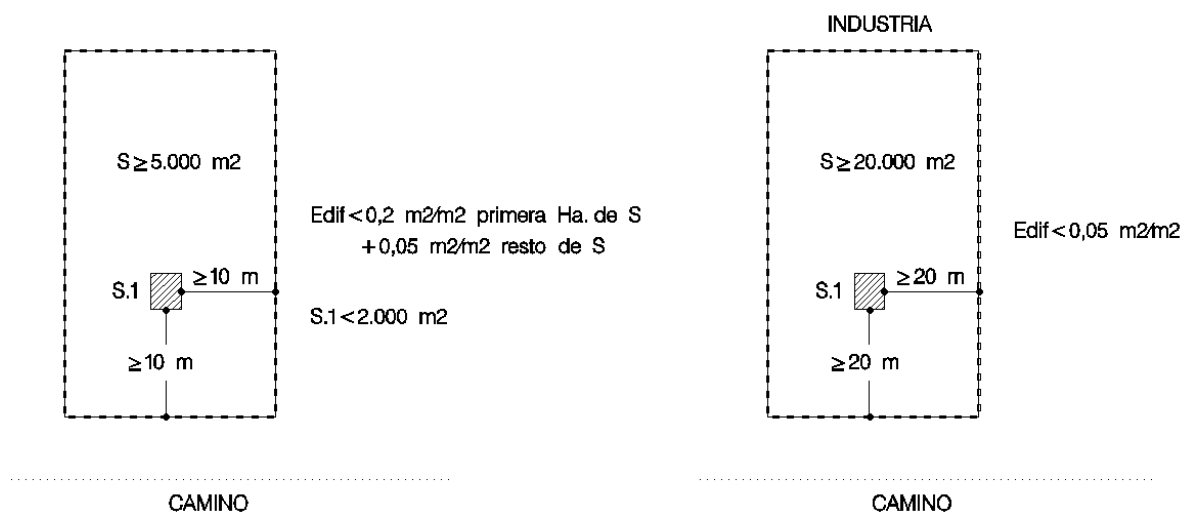 S≥5.000 m2
Edif<0,2 m2/m2 primera Ha. de S
+0,05 m2/m2 resto de S
S.1
≥10 m
S.1<2.000 m2
≥10 m
CAMINO
INDUSTRIA
S≥20.000 m2
Edif<0,05 m2/m2
S.1
≥20 m
≥20 m
CAMINO